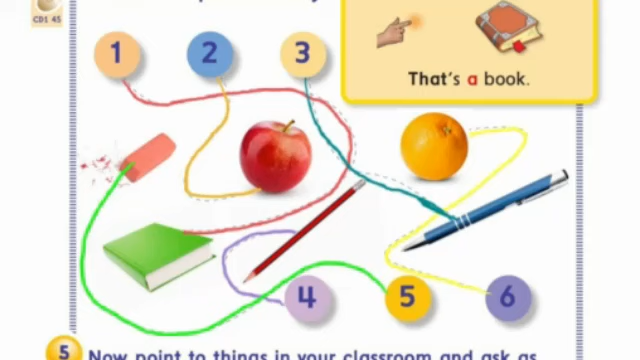 CD1 45
1 2 3
That's a book.
4 5 6
5 Now point to things in your classroom and ask as